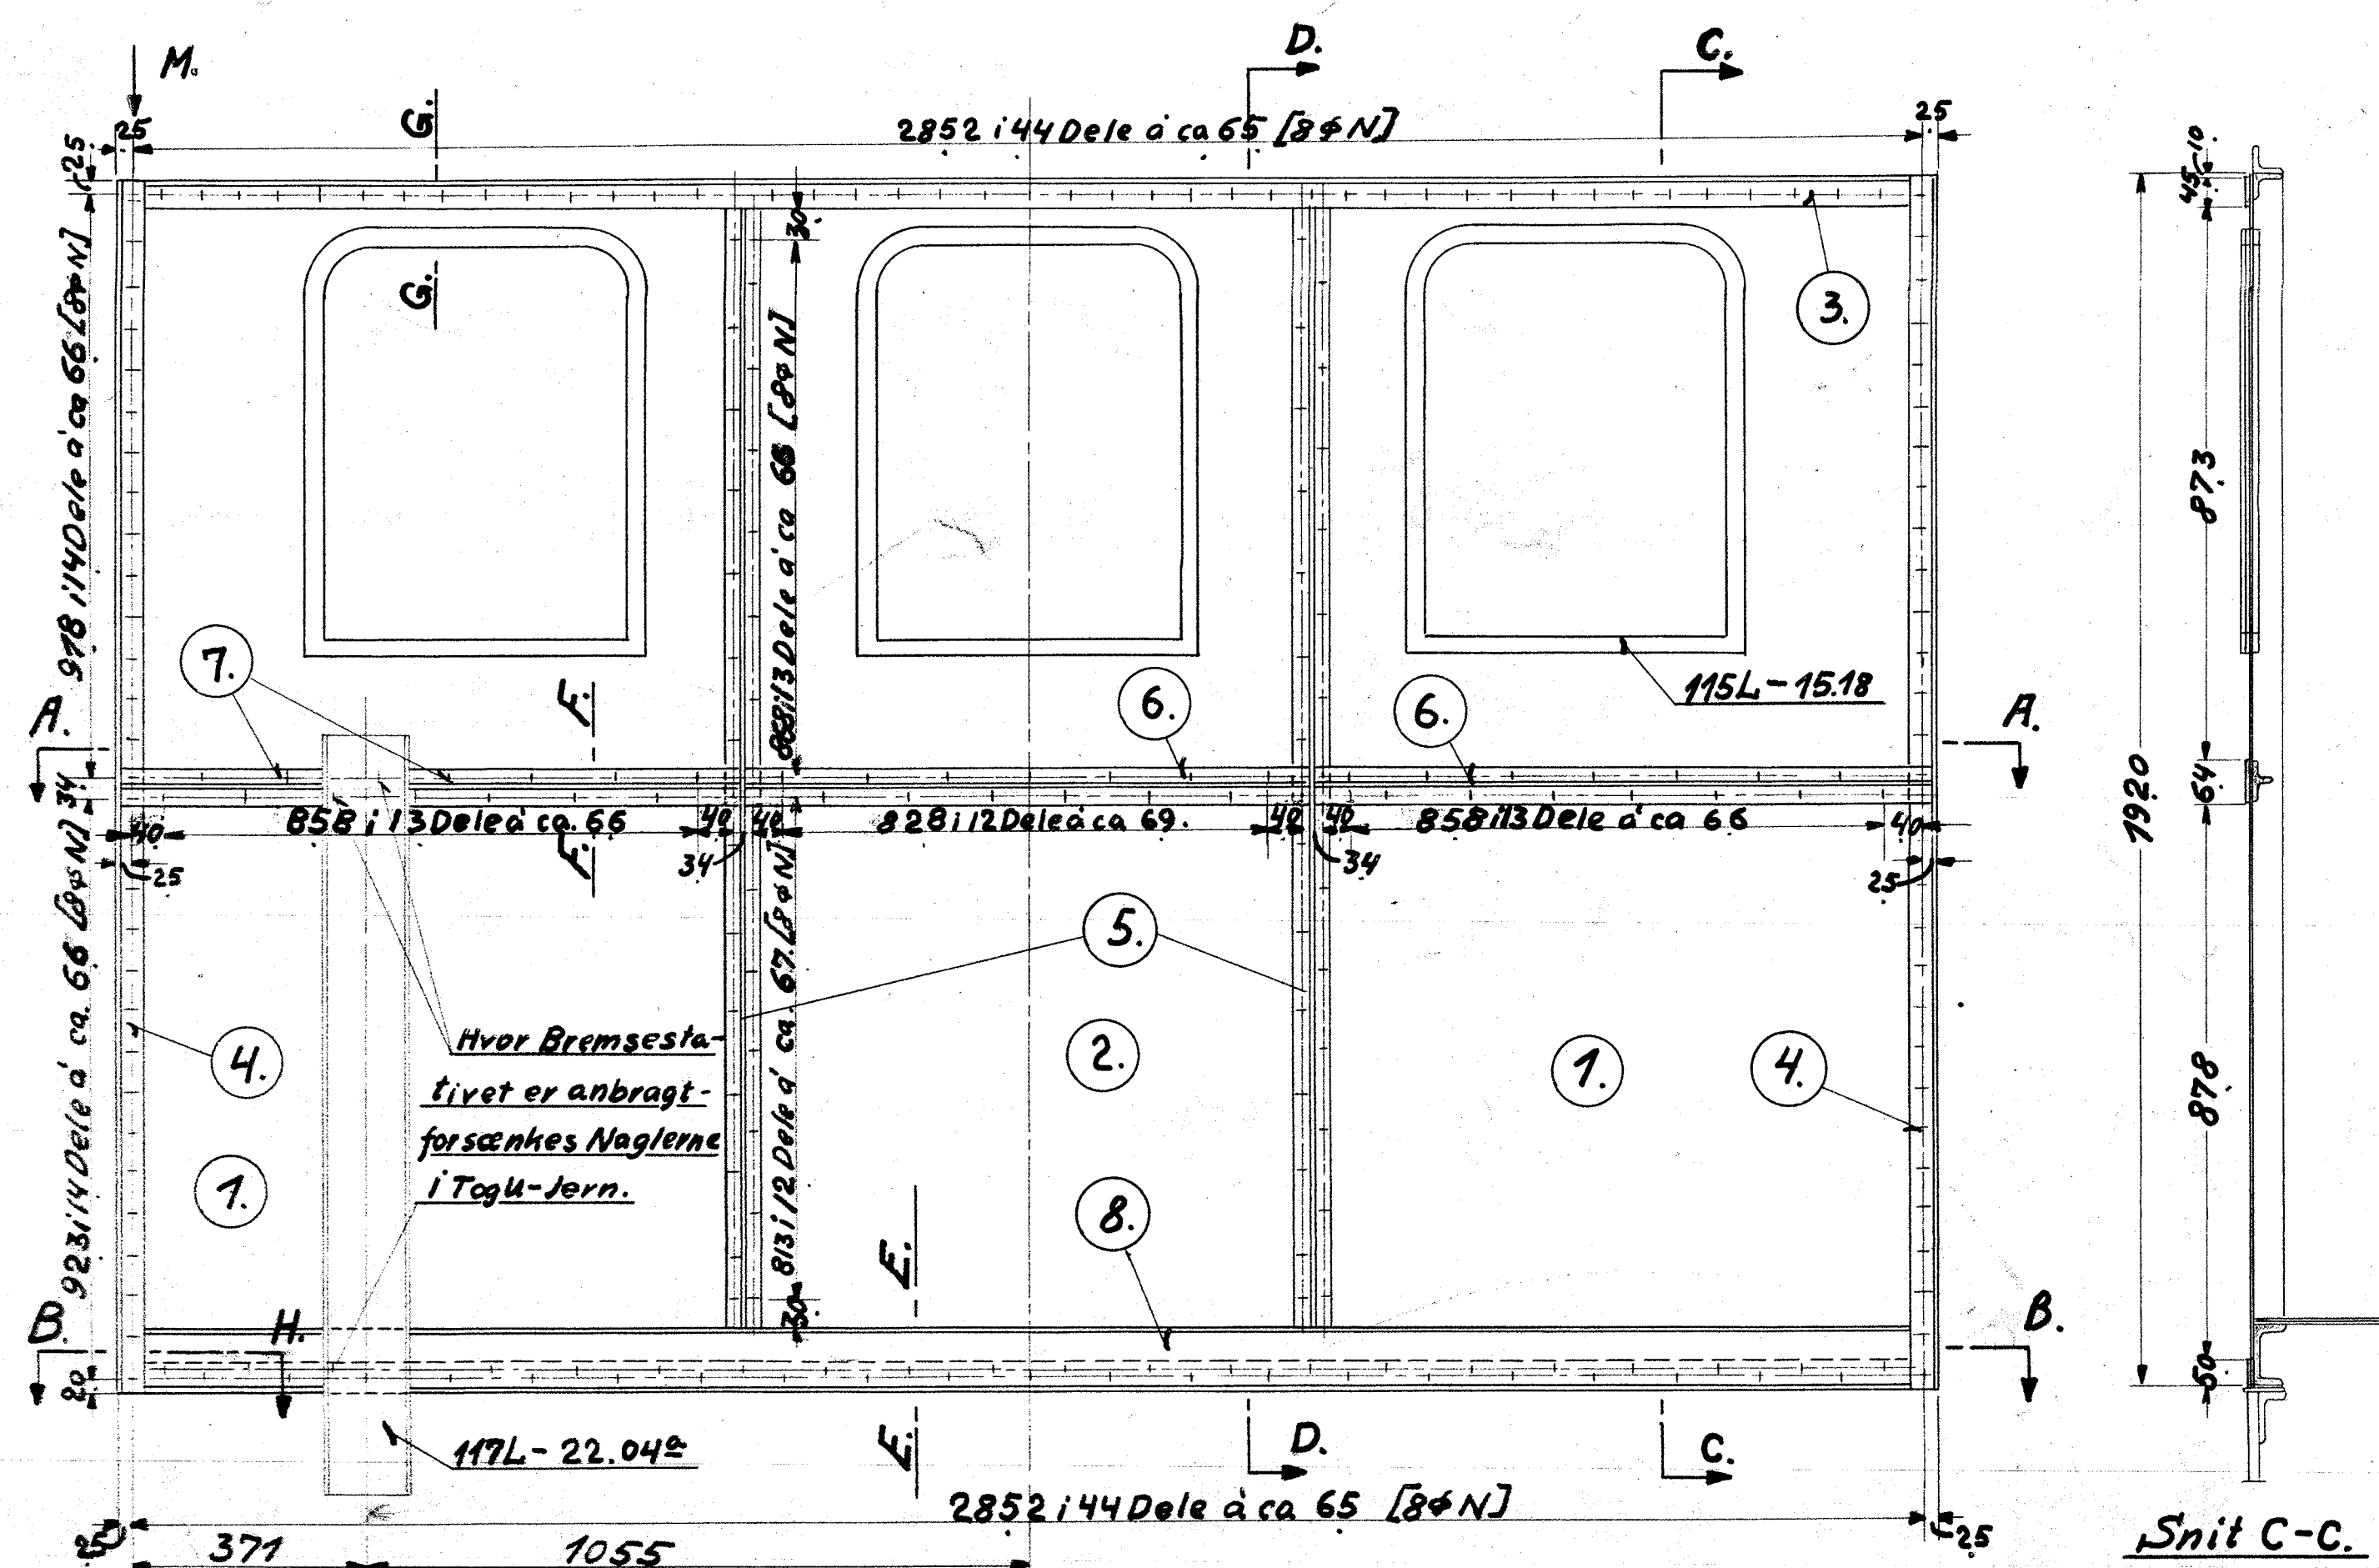 M.
G.
D.
C.
25
2852 i 44 Dele á ca 65 [8φN]
25
25
45
10.
978 i 14 Dele á ca 66 [8φN]
30
G.
3.
868 i 13 Dele á ca 66 [8φN]
873
7.
F.
6.
6.
115L-15.18
A.
A.
34
64
1920
40
858 i 13 Dele á ca. 66
40
40
828 i 12 Dele á ca 69.
40
40
858 i 13 Dele á ca 66
40
25
F.
34
34
25
923 i 14 Dele á ca. 66 [8φN]
813 i 12 Dele á ca. 67. [8φN]
5.
Hvor Bremsesta-
tivet er anbragt-
forsænkes Naglerne
i Tog U-Jern.
4.
2.
1.
4.
878
1.
8.
E.
30
B.
H.
B.
20
50
117L-22.04ª
E.
D.
C.
2852 i 44 Dele á ca 65 [8φN]
25
371
1055
25
Snit C-C.